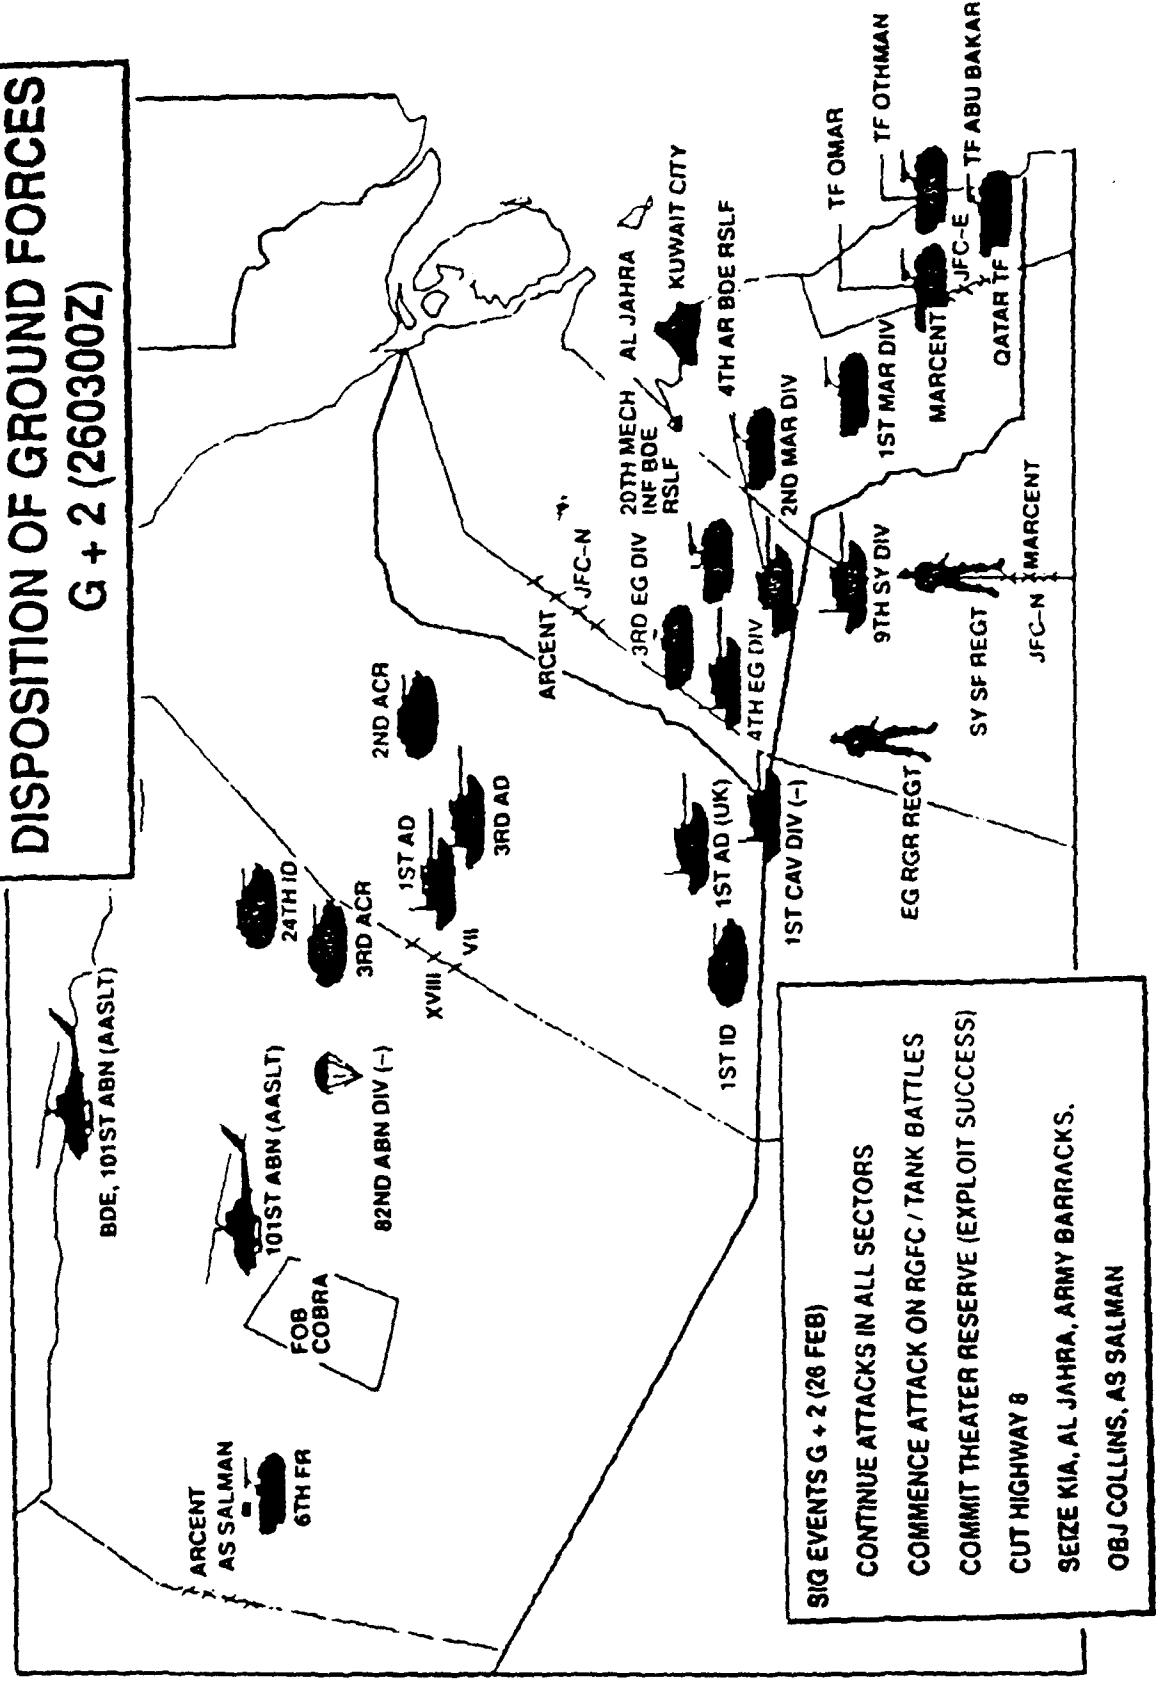 DISPOSITION OF GROUND FORCES
G + 2 (260300Z)
BDE, 101ST ABN (AASLT)
ARCENT
AS SALMAN
6TH FR
FOB
COBRA
101ST ABN (AASLT)
82ND ABN DIV (–)
24TH ID
3RD ACR
XVIII
VII
1ST AD
3RD AD
2ND ACR
ARCENT
JFC–N
1ST ID
1ST AD (UK)
1ST CAV DIV (–)
3RD EG DIV
4TH EG DIV
20TH MECH
INF BDE
RSLF
AL JAHRA
KUWAIT CITY
4TH AR BDE RSLF
2ND MAR DIV
9TH SY DIV
EG RGR REGT
SY SF REGT
JFC–N
MARCENT
1ST MAR DIV
MARCENT
JFC–E
QATAR TF
TF OMAR
TF OTHMAN
TF ABU BAKAR
SIG EVENTS G + 2 (26 FEB)
CONTINUE ATTACKS IN ALL SECTORS
COMMENCE ATTACK ON RGFC / TANK BATTLES
COMMIT THEATER RESERVE (EXPLOIT SUCCESS)
CUT HIGHWAY 8
SEIZE KIA, AL JAHRA, ARMY BARRACKS.
OBJ COLLINS, AS SALMAN